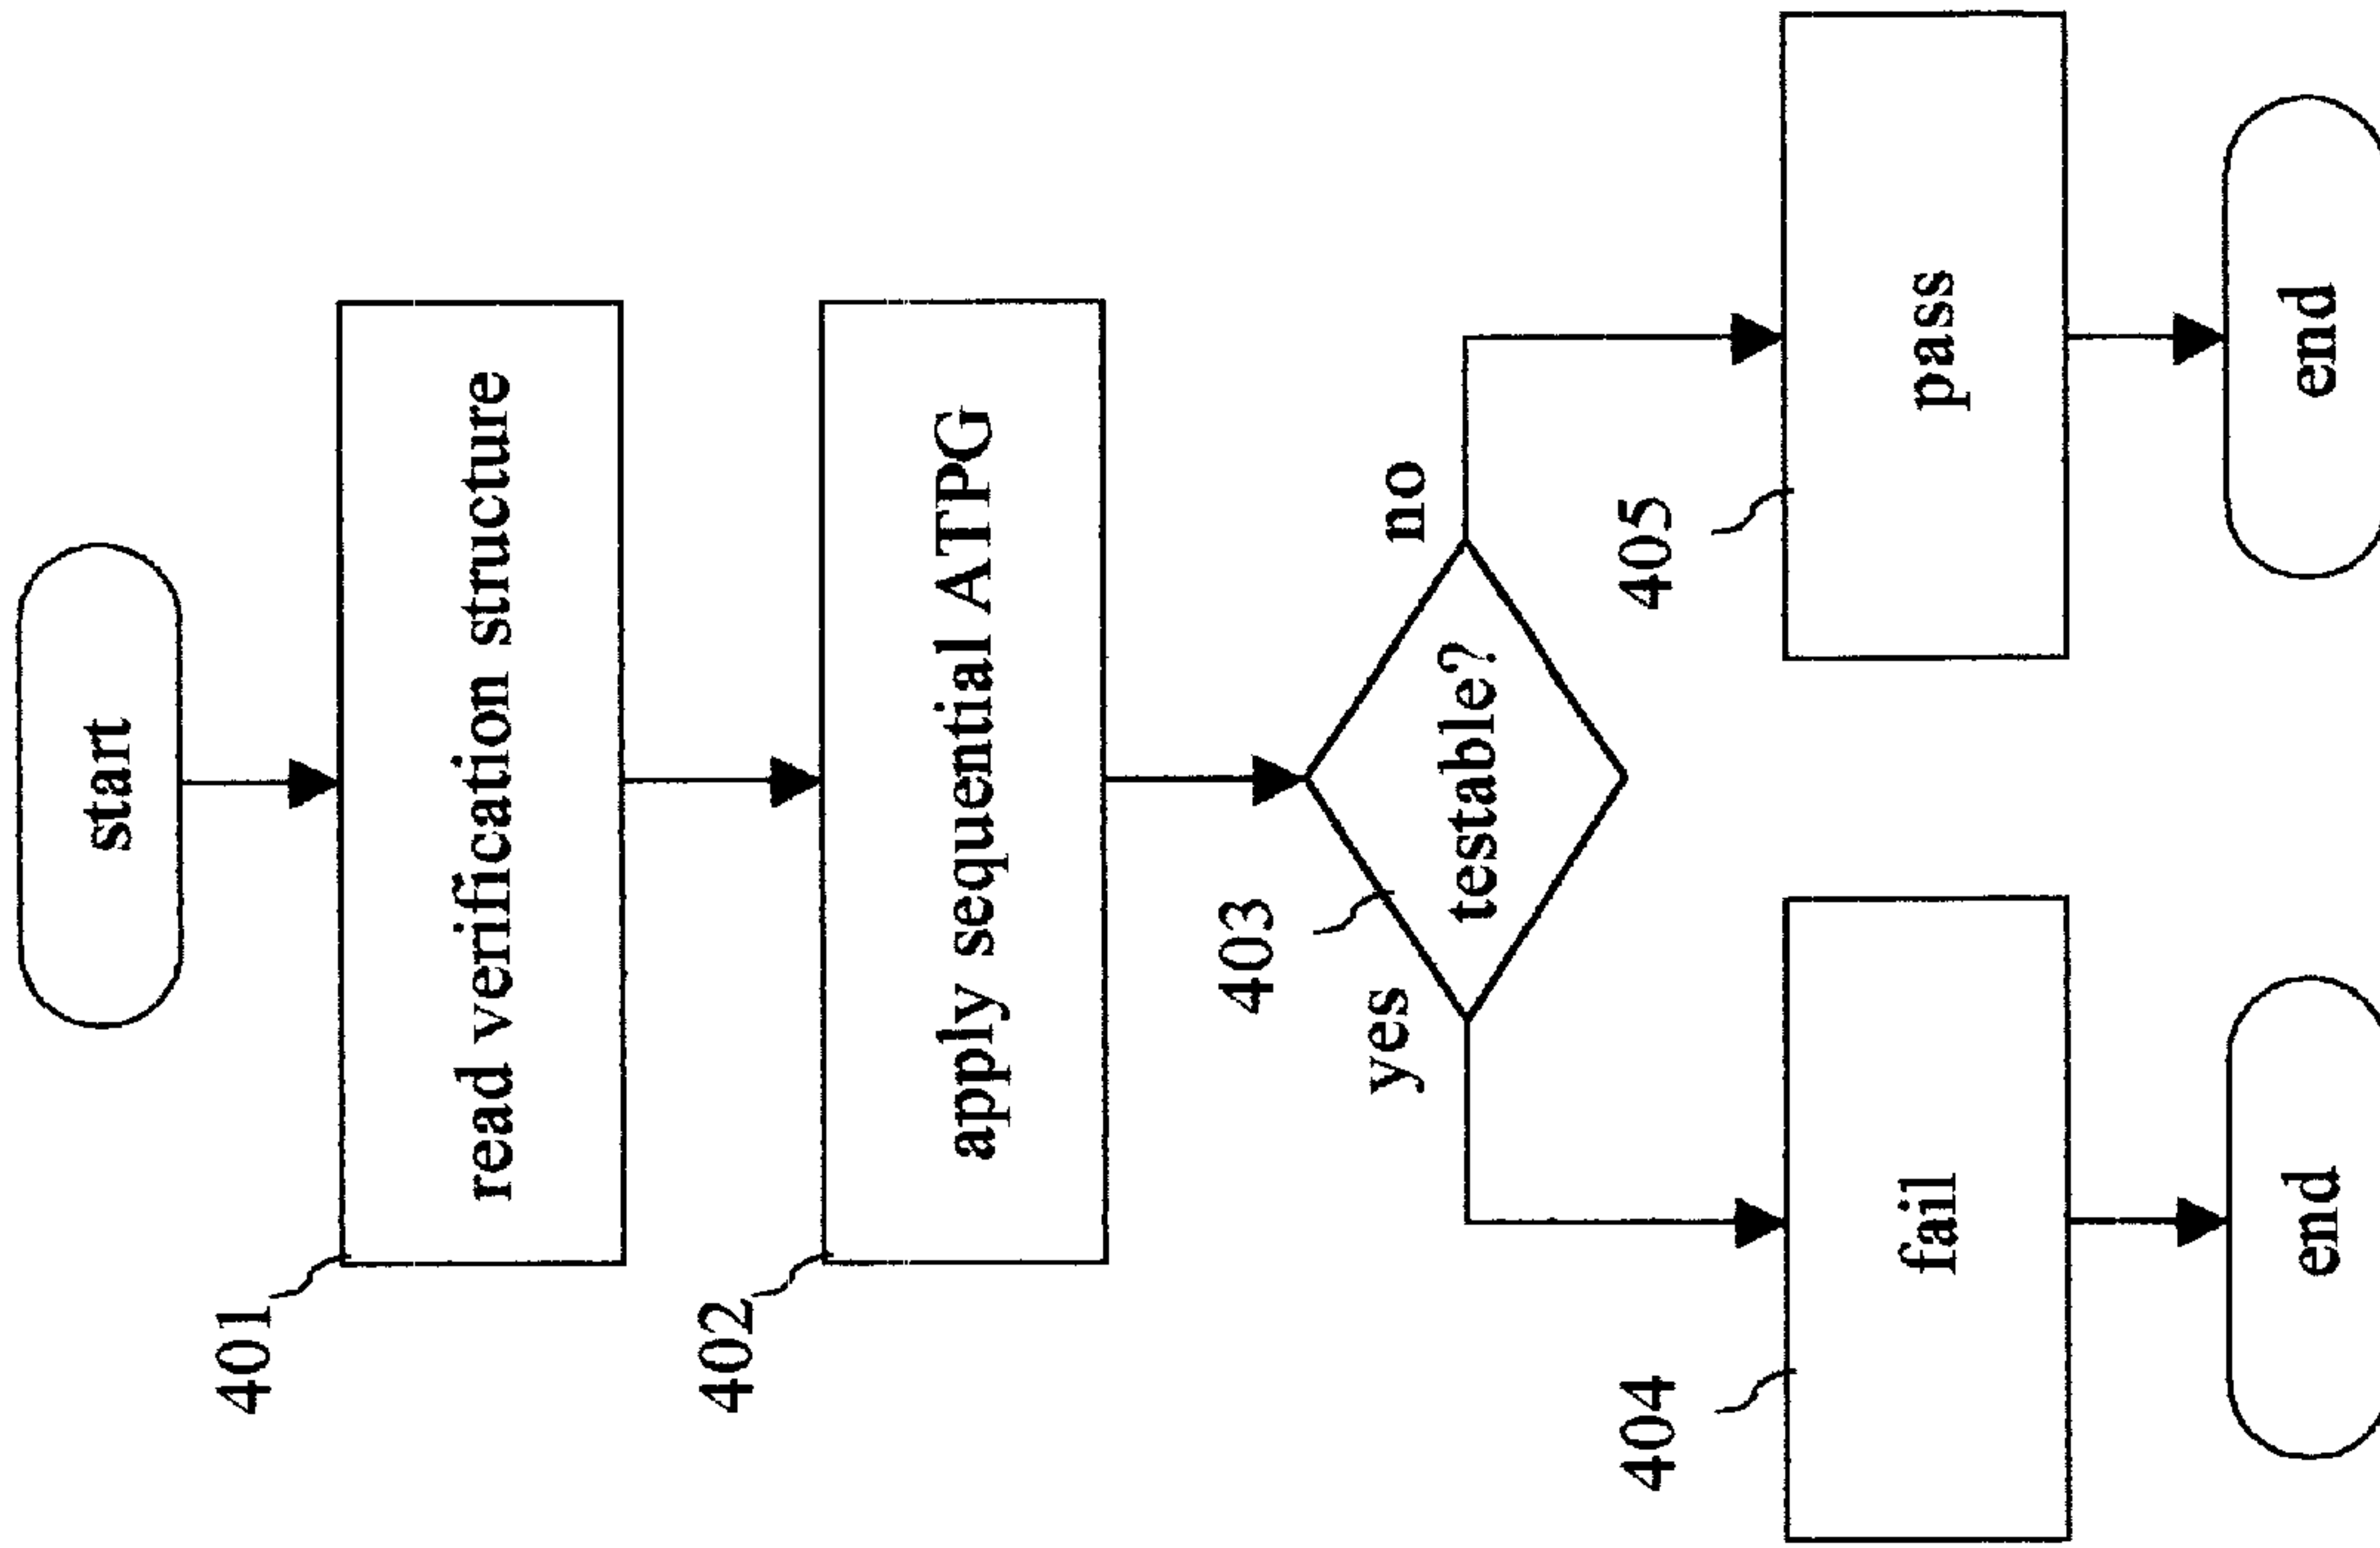 start
401
read verification structure
402
apply sequential ATPG
403
testable?
yes
no
404
fail
405
pass
end
end